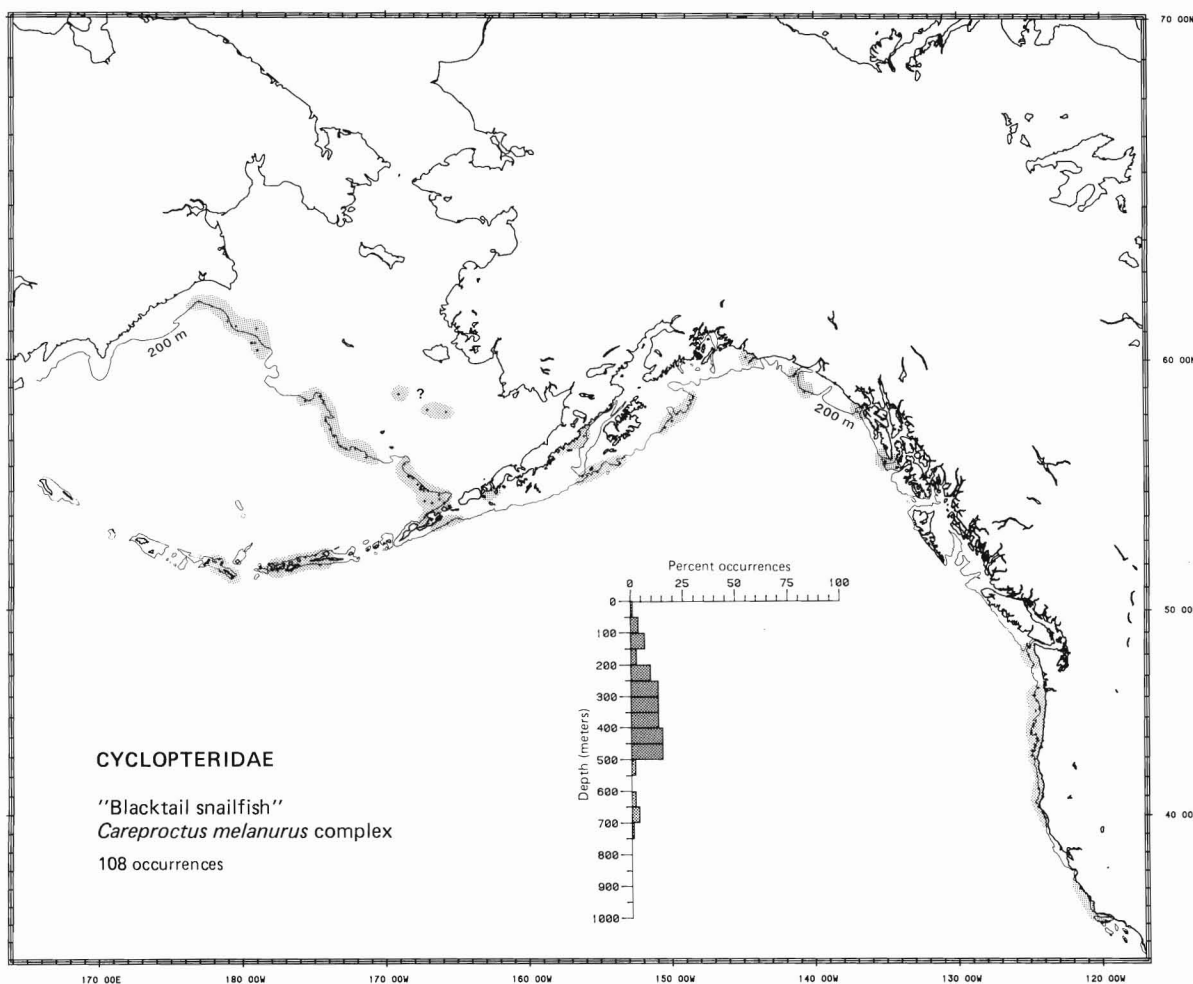 70 00N
200 m
60 00N
?
200 m
Percent occurrences
0 25 50 75 100
50 00N
Depth (meters)
0
100
200
300
400
500
600
700
800
900
1000
CYCLOPTERIDAE
"Blacktail snailfish"
Careproctus melanurus complex
108 occurrences
40 00N
170 00E 180 00W 170 00W 160 00W 150 00W 140 00W 130 00W 120 00W